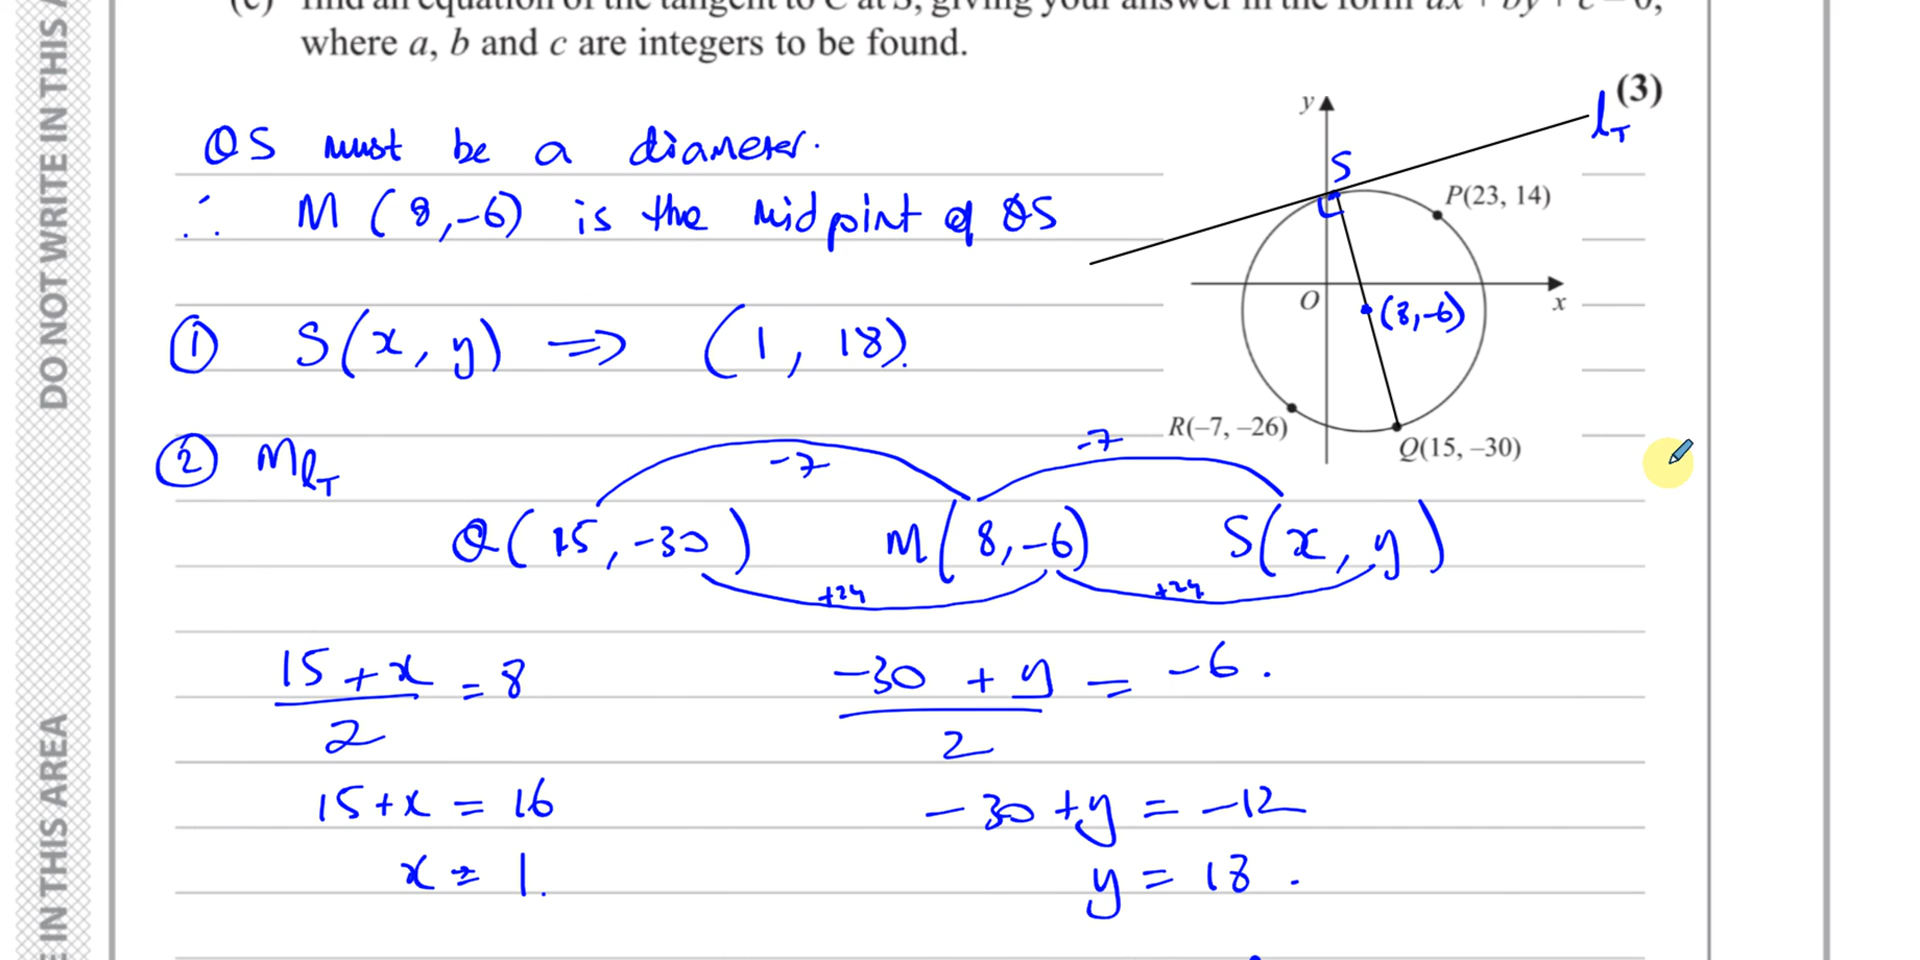 where a, b and c are integers to be found.
(3)
QS must be a diameter.
∴ M (8,-6) is the midpoint of QS
① S(x, y) ⇒ (1, 18).
② m lT
y
lT
S
P(23, 14)
O
x
(8,-6)
R(–7, –26)
Q(15, –30)
-7 -7
Q(15, -30) M(8, -6) S(x, y)
+24 +24
15 + x / 2 = 8
-30 + y / 2 = -6.
15 + x = 16
-30 + y = -12
x = 1.
y = 18.
DO NOT WRITE IN THIS
IN THIS AREA